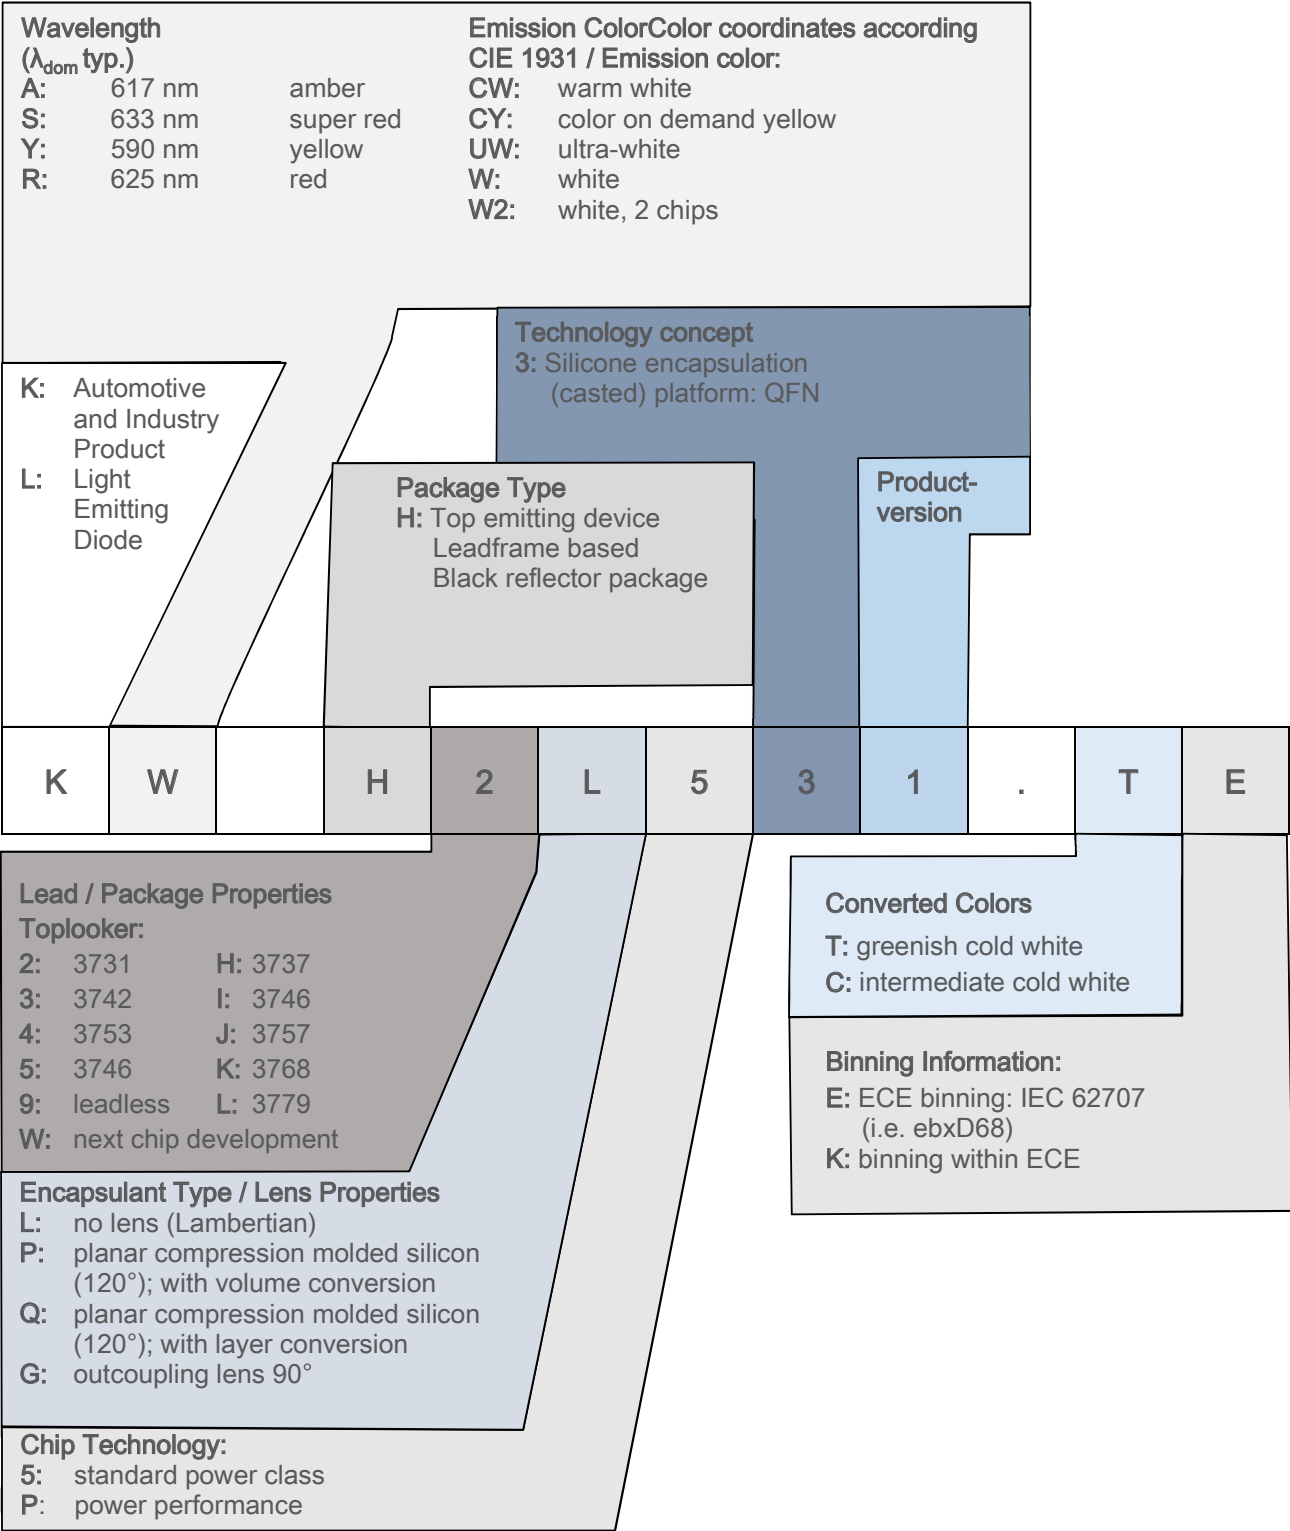 Wavelength
(λdom typ.)
A: 617 nm amber
S: 633 nm super red
Y: 590 nm yellow
R: 625 nm red
Emission ColorColor coordinates according
CIE 1931 / Emission color:
CW: warm white
CY: color on demand yellow
UW: ultra-white
W: white
W2: white, 2 chips
Technology concept
3: Silicone encapsulation
(casted) platform: QFN
K: Automotive
and Industry
Product
L: Light
Emitting
Diode
Package Type
H: Top emitting device
Leadframe based
Black reflector package
Product-
version
K W H 2 L 5 3 1 . T E
Lead / Package Properties
Toplooker:
2: 3731 H: 3737
3: 3742 I: 3746
4: 3753 J: 3757
5: 3746 K: 3768
9: leadless L: 3779
W: next chip development
Converted Colors
T: greenish cold white
C: intermediate cold white
Binning Information:
E: ECE binning: IEC 62707
(i.e. ebxD68)
K: binning within ECE
Encapsulant Type / Lens Properties
L: no lens (Lambertian)
P: planar compression molded silicon
(120°); with volume conversion
Q: planar compression molded silicon
(120°); with layer conversion
G: outcoupling lens 90°
Chip Technology:
5: standard power class
P: power performance